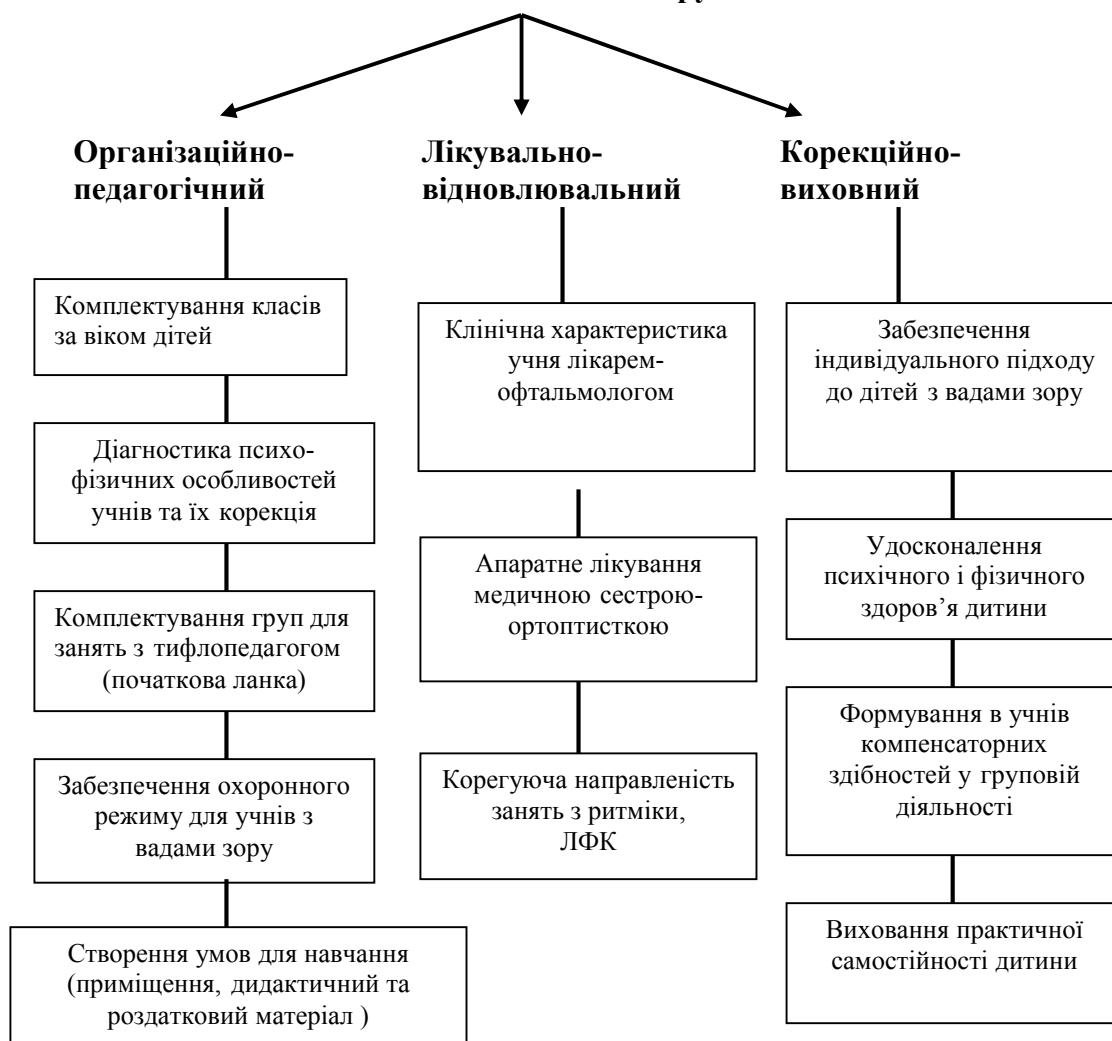 Організаційно-
педагогічний
Комплектування класів
за віком дітей
Діагностика психо-
фізичних особливостей
учнів та їх корекція
Комплектування груп для
занять з тифлопедагогом
(початкова ланка)
Забезпечення охоронного
режиму для учнів з
вадами зору
Створення умов для навчання
(приміщення, дидактичний та
роздатковий матеріал )
Лікувально-
відновлювальний
Клінічна характеристика
учня лікарем-
офтальмологом
Апаратне лікування
медичною сестрою-
ортоптисткою
Корегуюча направленість
занять з ритміки,
ЛФК
Корекційно-
виховний
Забезпечення
індивідуального підходу
до дітей з вадами зору
Удосконалення
психічного і фізичного
здоров’я дитини
Формування в учнів
компенсаторних
здібностей у груповій
діяльності
Виховання практичної
самостійності дитини